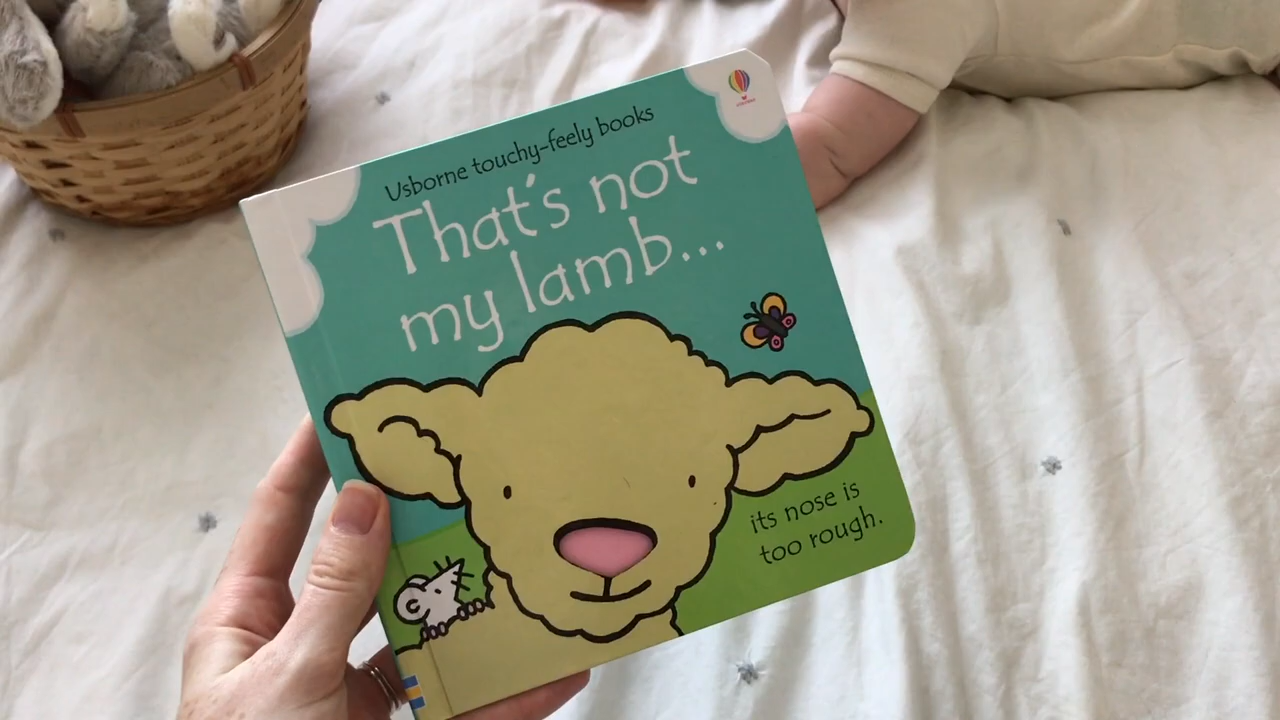 Usborne touchy-feely books
That's not
my lamb...
its nose is
too rough.